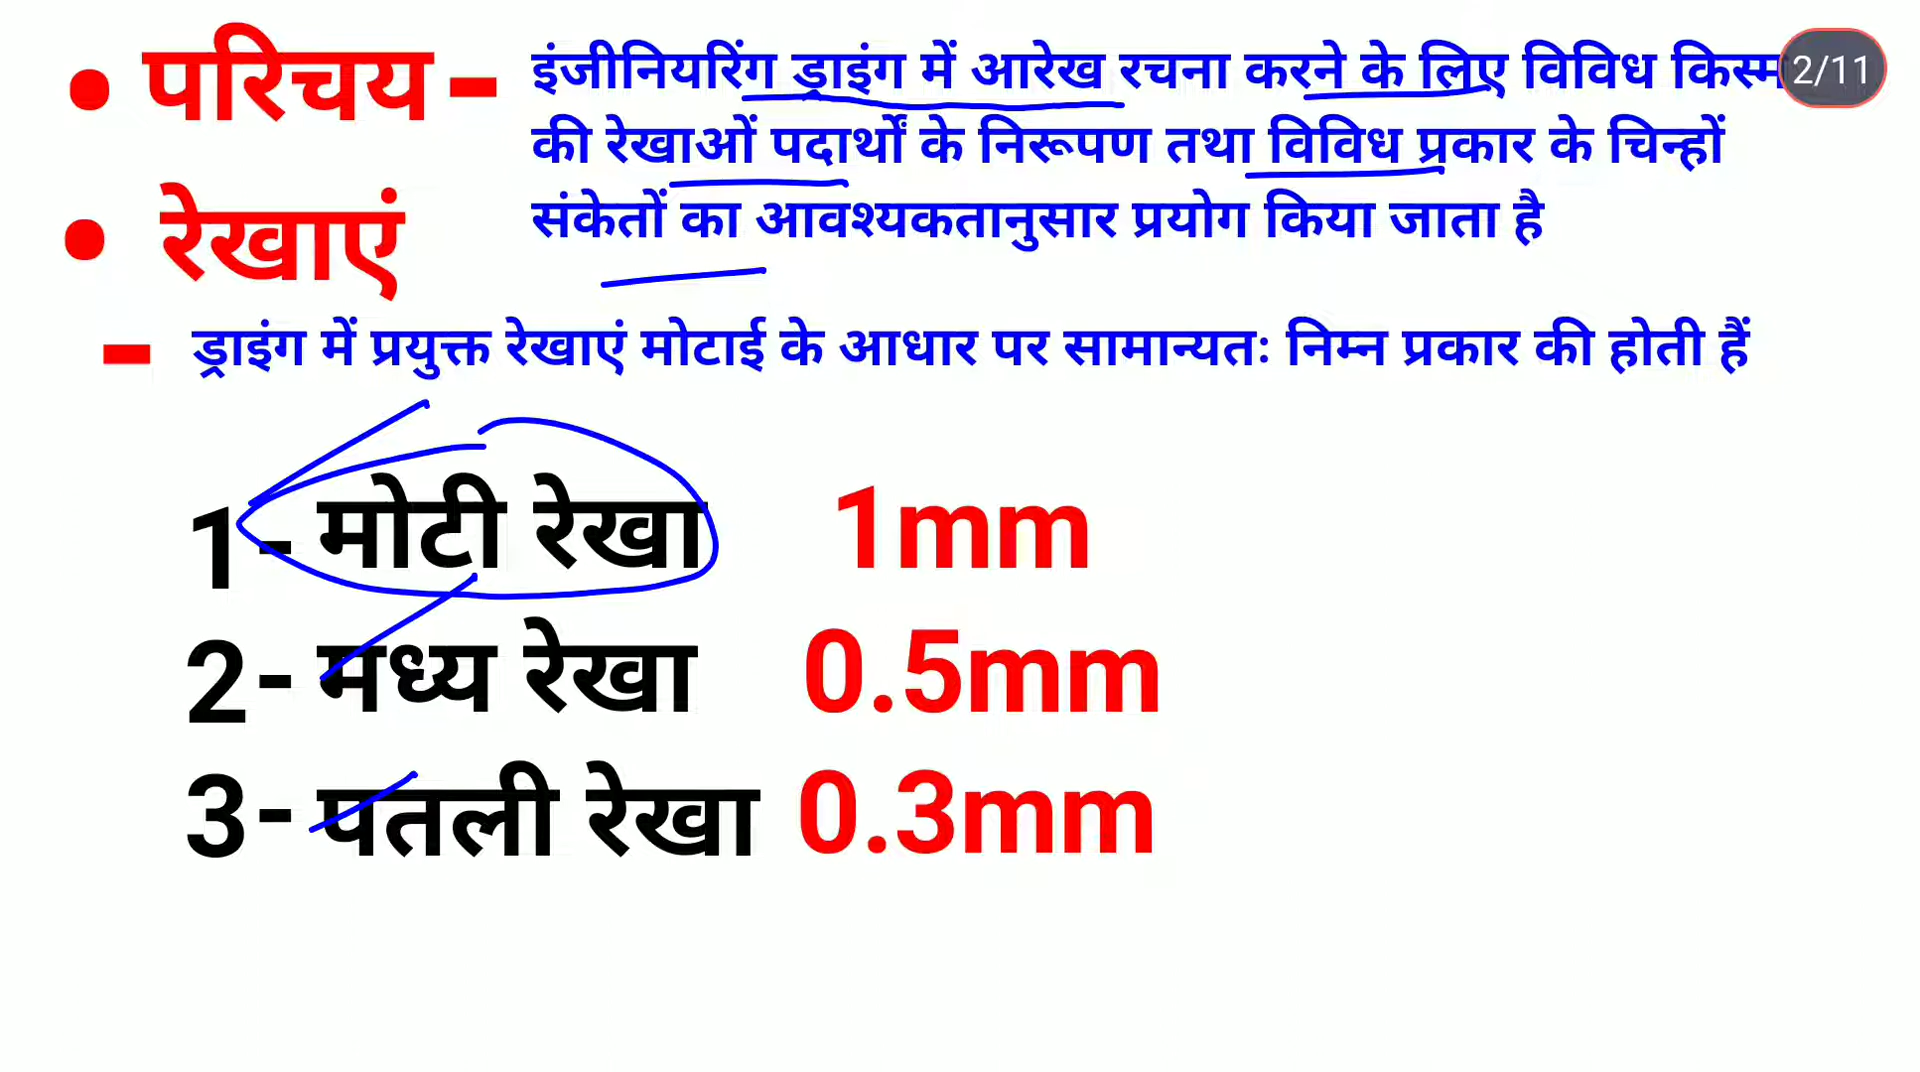 • परिचय - इंजीनियरिंग ड्राइंग में आरेख रचना करने के लिए विविध किस्म
2/11
की रेखाओं पदार्थों के निरूपण तथा विविध प्रकार के चिन्हों
संकेतों का आवश्यकतानुसार प्रयोग किया जाता है
• रेखाएं
- ड्राइंग में प्रयुक्त रेखाएं मोटाई के आधार पर सामान्यतः निम्न प्रकार की होती हैं
1- मोटी रेखा 1mm
2- मध्य रेखा 0.5mm
3- पतली रेखा 0.3mm